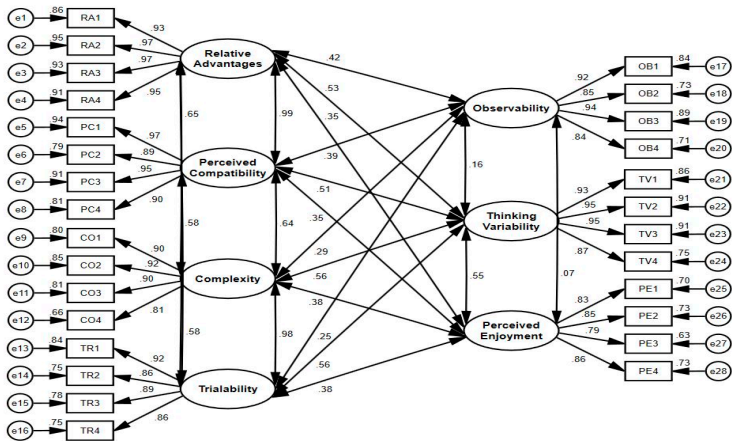 e1 .86 RA1 .93
e2 .95 RA2 .97
e3 .93 RA3 .97
e4 .91 RA4 .95
Relative
Advantages
e5 .94 PC1 .97
e6 .79 PC2 .89
e7 .91 PC3 .95
e8 .81 PC4 .90
Perceived
Compatibility
e9 .80 CO1 .90
e10 .85 CO2 .92
e11 .81 CO3 .90
e12 .66 CO4 .81
Complexity
e13 .84 TR1 .92
e14 .75 TR2 .86
e15 .78 TR3 .89
e16 .75 TR4 .86
Trialability
.65
.58
.58
.99
.64
.98
.42
.53
.35
.39
.51
.35
.29
.56
.38
.25
.56
.38
.16
.55
.07
Observability
.92 OB1 .84 e17
.85 OB2 .73 e18
.94 OB3 .89 e19
.84 OB4 .71 e20
Thinking
Variability
.93 TV1 .86 e21
.95 TV2 .91 e22
.95 TV3 .91 e23
.87 TV4 .75 e24
Perceived
Enjoyment
.83 PE1 .70 e25
.85 PE2 .73 e26
.79 PE3 .63 e27
.86 PE4 .73 e28